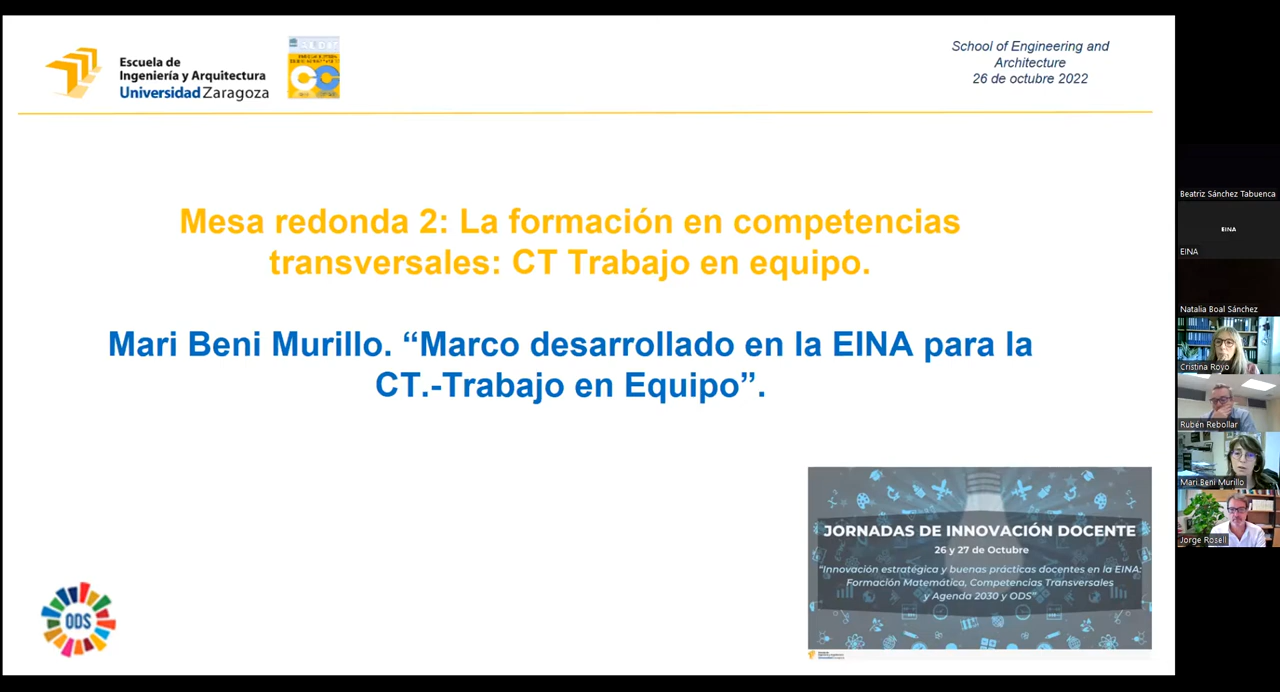 Escuela de
Ingeniería y Arquitectura
Universidad Zaragoza
School of Engineering and
Architecture
26 de octubre 2022
Mesa redonda 2: La formación en competencias
transversales: CT Trabajo en equipo.
Mari Beni Murillo. “Marco desarrollado en la EINA para la
CT.-Trabajo en Equipo”.
JORNADAS DE INNOVACIÓN DOCENTE
26 y 27 de Octubre
“Innovación estratégica y buenas prácticas docentes en la EINA:
Formación Matemática, Competencias Transversales
y Agenda 2030 y ODS”
ODS
Beatriz Sánchez Tabuenca
EINA
EINA
Natalia Boal Sánchez
Cristina Royo
Rubén Rebollar
Mari.Beni Murillo
Jorge Rosell